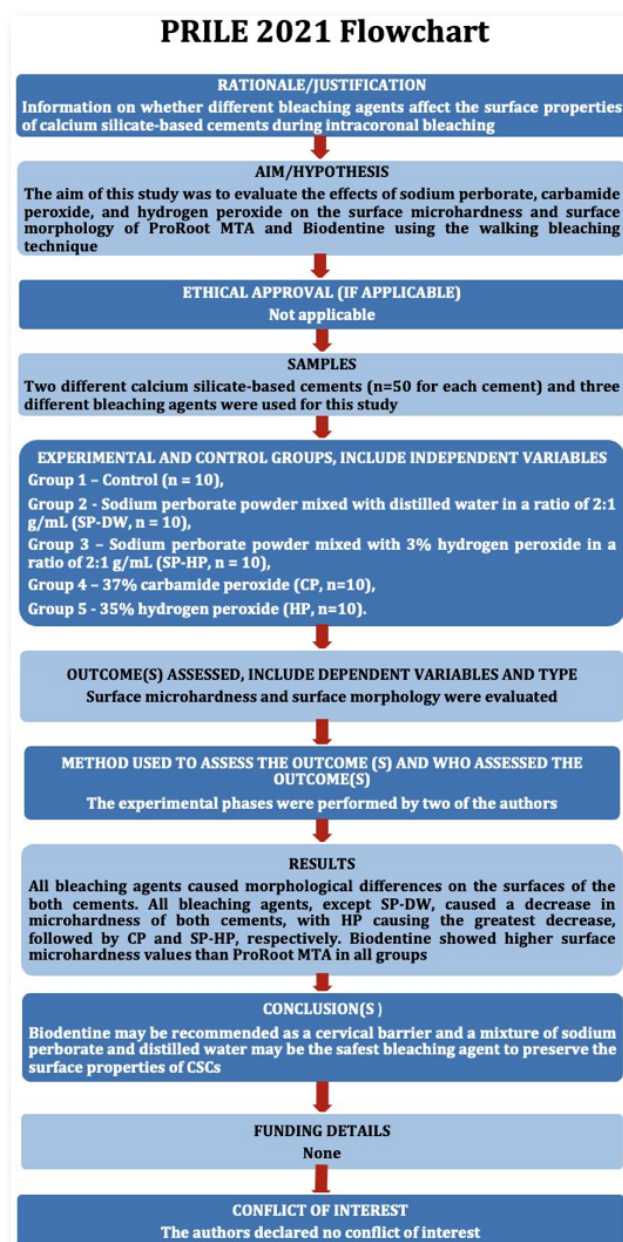 PRILE 2021 Flowchart
RATIONALE/JUSTIFICATION
Information on whether different bleaching agents affect the surface properties
of calcium silicate-based cements during intracoronal bleaching
AIM/HYPOTHESIS
The aim of this study was to evaluate the effects of sodium perborate, carbamide
peroxide, and hydrogen peroxide on the surface microhardness and surface
morphology of ProRoot MTA and Biodentine using the walking bleaching
technique
ETHICAL APPROVAL (IF APPLICABLE)
Not applicable
SAMPLES
Two different calcium silicate-based cements (n=50 for each cement) and three
different bleaching agents were used for this study
EXPERIMENTAL AND CONTROL GROUPS, INCLUDE INDEPENDENT VARIABLES
Group 1 – Control (n = 10),
Group 2 - Sodium perborate powder mixed with distilled water in a ratio of 2:1
g/mL (SP-DW, n = 10),
Group 3 – Sodium perborate powder mixed with 3% hydrogen peroxide in a
ratio of 2:1 g/mL (SP-HP, n = 10),
Group 4 – 37% carbamide peroxide (CP, n=10),
Group 5 - 35% hydrogen peroxide (HP, n=10).
OUTCOME(S) ASSESSED, INCLUDE DEPENDENT VARIABLES AND TYPE
Surface microhardness and surface morphology were evaluated
METHOD USED TO ASSESS THE OUTCOME (S) AND WHO ASSESSED THE
OUTCOME(S)
The experimental phases were performed by two of the authors
RESULTS
All bleaching agents caused morphological differences on the surfaces of the
both cements. All bleaching agents, except SP-DW, caused a decrease in
microhardness of both cements, with HP causing the greatest decrease,
followed by CP and SP-HP, respectively. Biodentine showed higher surface
microhardness values than ProRoot MTA in all groups
CONCLUSION(S )
Biodentine may be recommended as a cervical barrier and a mixture of sodium
perborate and distilled water may be the safest bleaching agent to preserve the
surface properties of CSCs
FUNDING DETAILS
None
CONFLICT OF INTEREST
The authors declared no conflict of interest